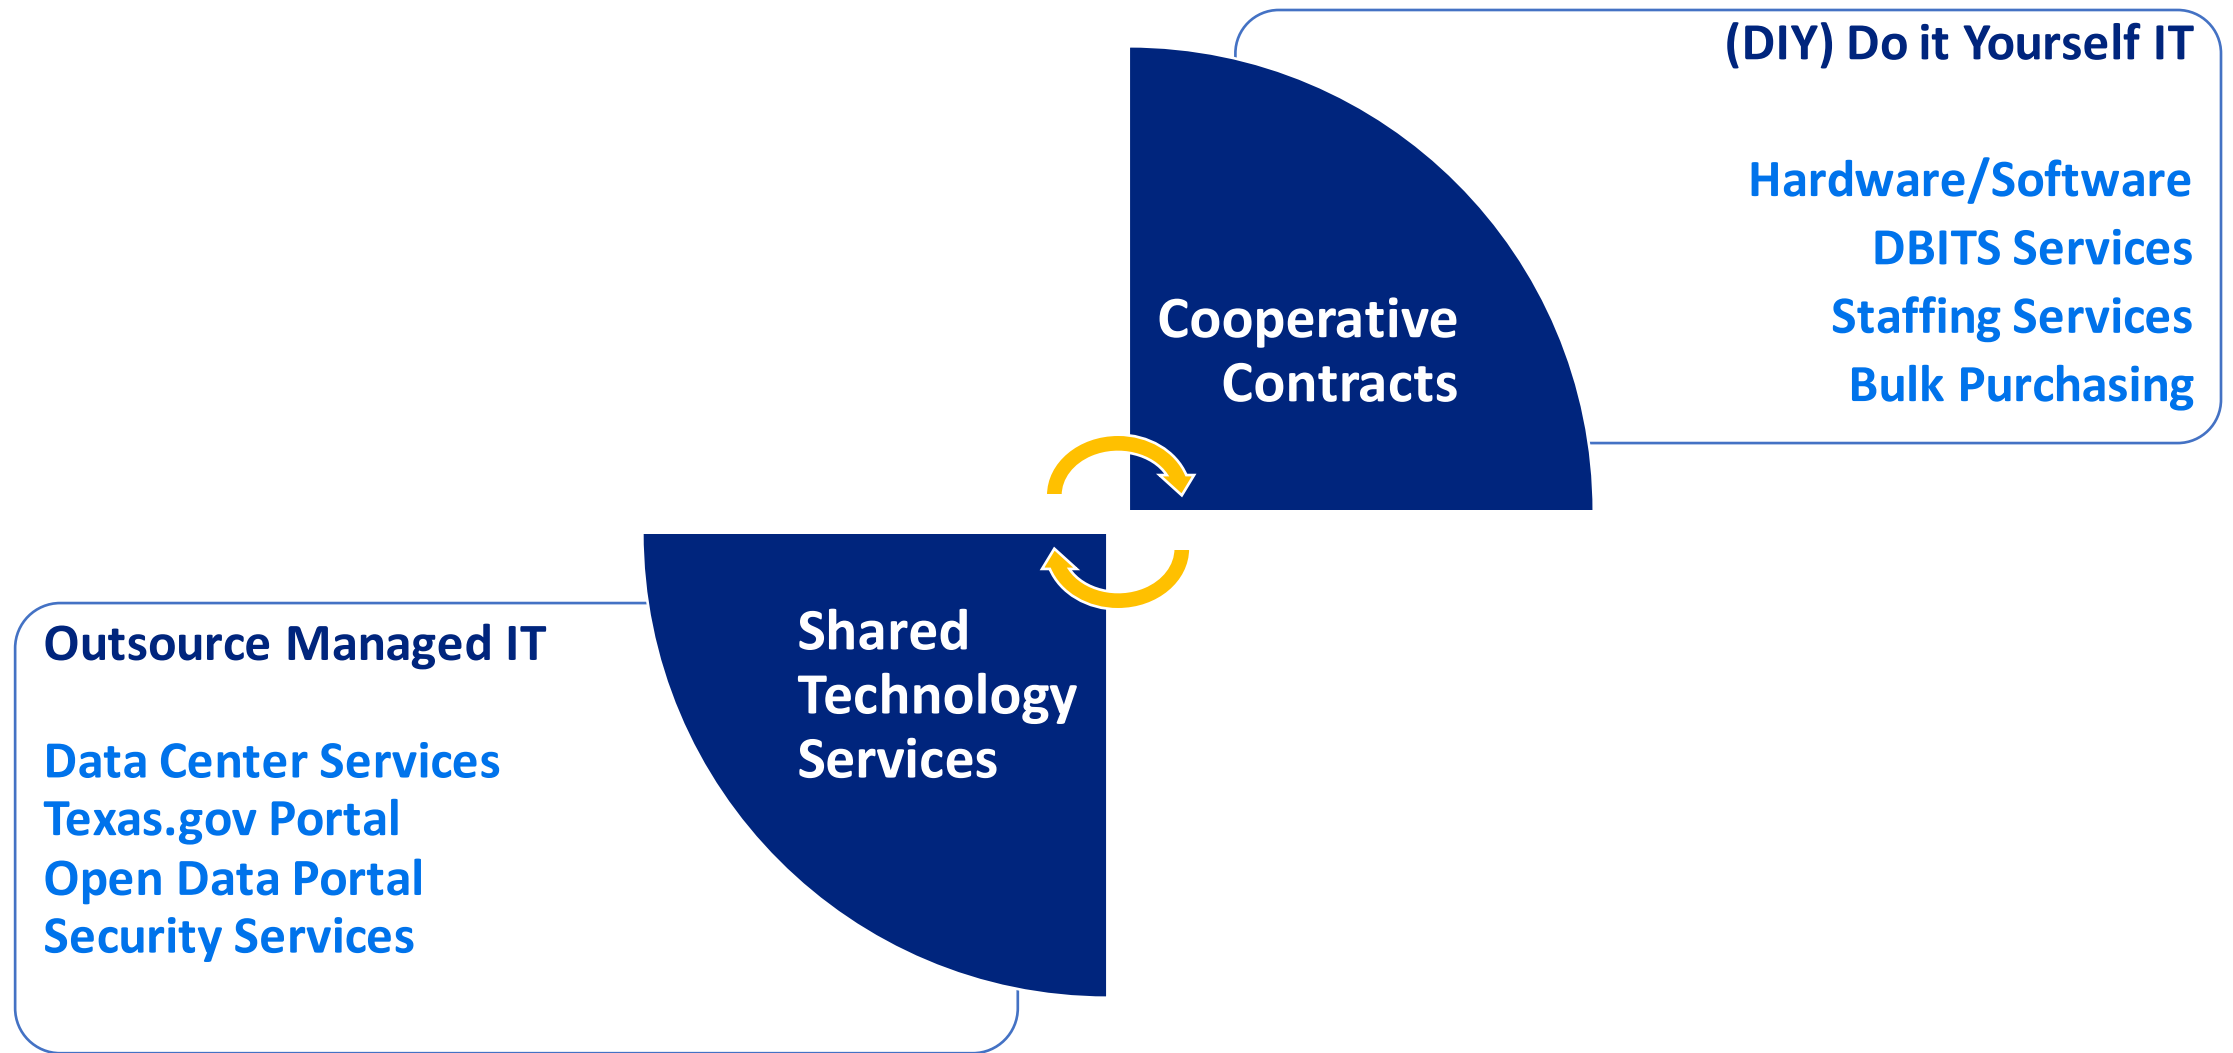 (DIY) Do it Yourself IT
Hardware/Software
DBITS Services
Staffing Services
Bulk Purchasing
Cooperative
Contracts
Shared
Technology
Services
Outsource Managed IT
Data Center Services
Texas.gov Portal
Open Data Portal
Security Services